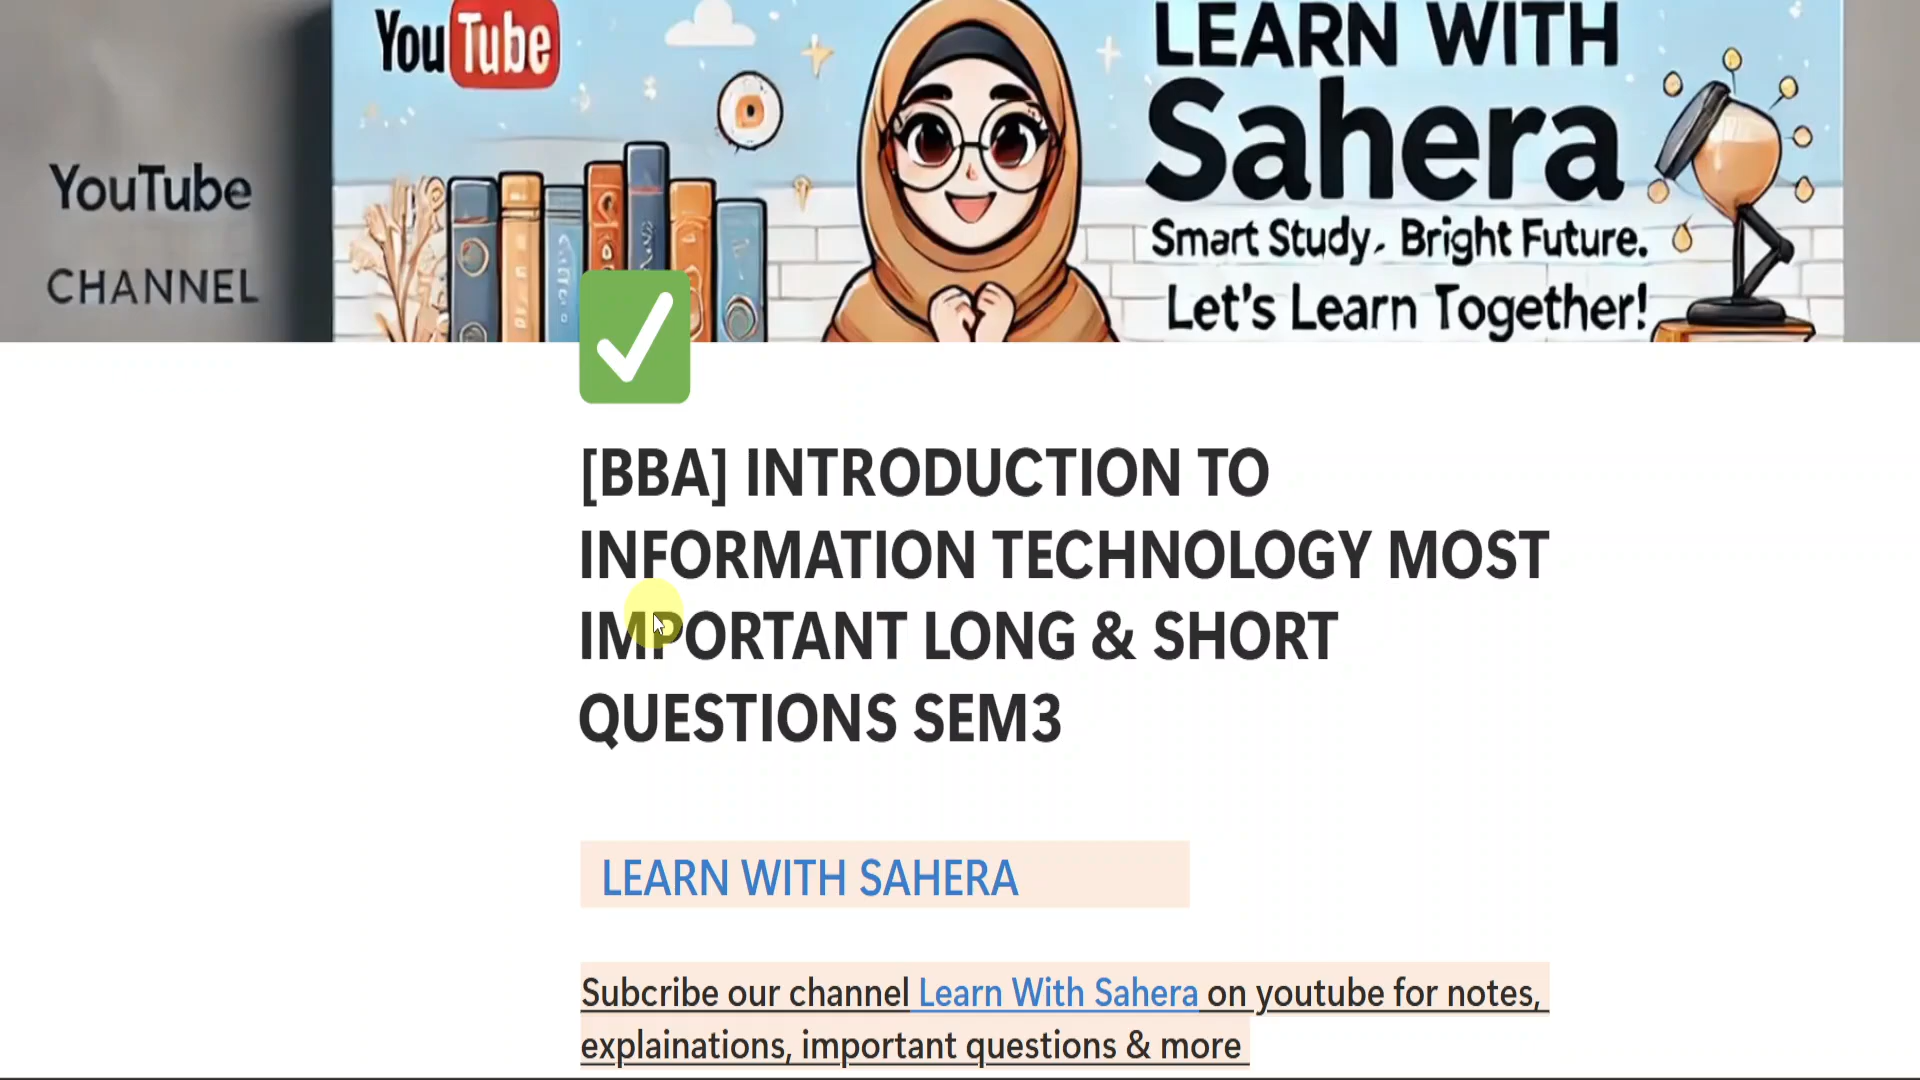 YouTube
CHANNEL
YouTube
LEARN WITH
Sahera
Smart Study- Bright Future.
Let's Learn Together!
[BBA] INTRODUCTION TO
INFORMATION TECHNOLOGY MOST
IMPORTANT LONG & SHORT
QUESTIONS SEM3
LEARN WITH SAHERA
Subcribe our channel Learn With Sahera on youtube for notes,
explainations, important questions & more